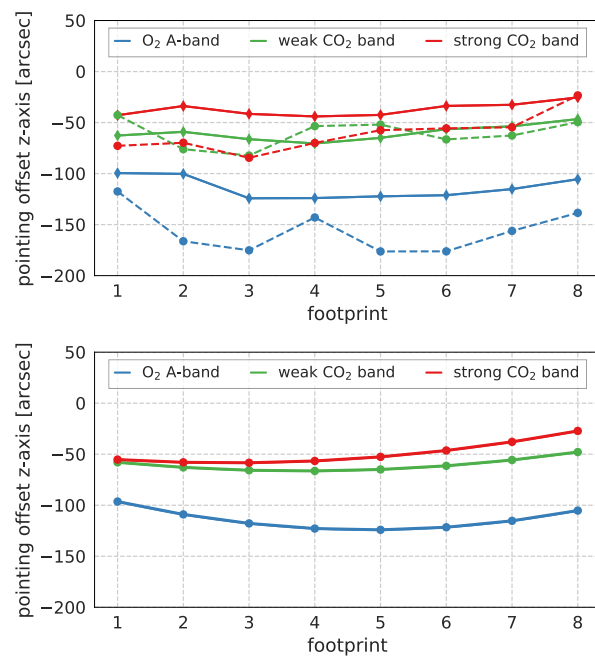 50
O₂ A-band weak CO₂ band strong CO₂ band
0
−50
−100
−150
−200
pointing offset z-axis [arcsec]
1 2 3 4 5 6 7 8
footprint
50
O₂ A-band weak CO₂ band strong CO₂ band
0
−50
−100
−150
−200
pointing offset z-axis [arcsec]
1 2 3 4 5 6 7 8
footprint